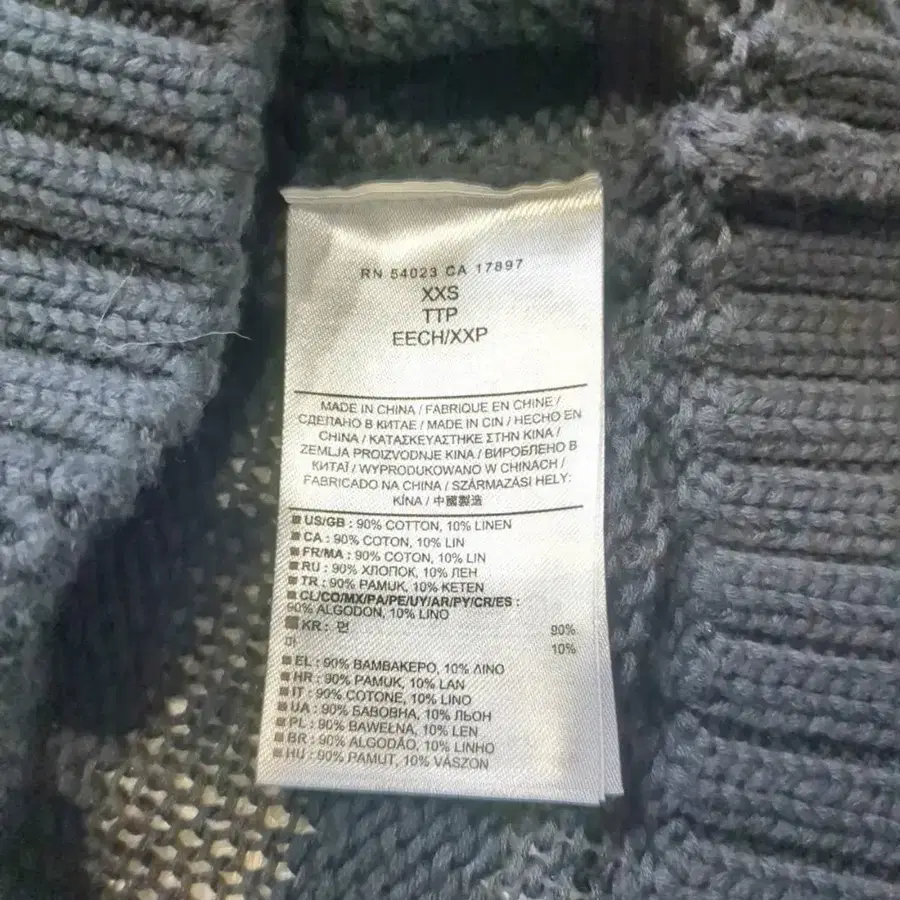 RN 54023 CA 17897
XXS
TTP
EECH/XXP
MADE IN CHINA / FABRIQUÉ EN CHINE /
СДЕЛАНО В КИТАЕ / MADE IN CIN / HECHO EN
CHINA / ΚΑΤΑΣΚΕΥΑΣΤΗΚΕ ΣΤΗΝ ΚΙΝΑ /
ZEMLJA PROIZVODNJE KINA / ВИРОБЛЕНО В
КИТАЇ / WYPRODUKOWANO W CHINACH /
FABRICADO NA CHINA / SZÁRMAZÁSI HELY:
KÍNA / 中國製造
US/GB : 90% COTTON, 10% LINEN
CA : 90% COTON, 10% LIN
FR/MA : 90% COTON, 10% LIN
RU : 90% ХЛОПОК, 10% ЛЕН
TR : 90% PAMUK, 10% KETEN
CL/CO/MX/PA/PE/UY/AR/PY/CR/ES :
90% ALGODON, 10% LINO
KR : 면 90%
마 10%
EL : 90% ΒΑΜΒΑΚΕΡΟ, 10% ΛΙΝΟ
HR : 90% PAMUK, 10% LAN
IT : 90% COTONE, 10% LINO
UA : 90% БАВОВНА, 10% ЛЬОН
PL : 90% BAWEŁNA, 10% LEN
BR : 90% ALGODÃO, 10% LINHO
HU : 90% PAMUT, 10% VÁSZON